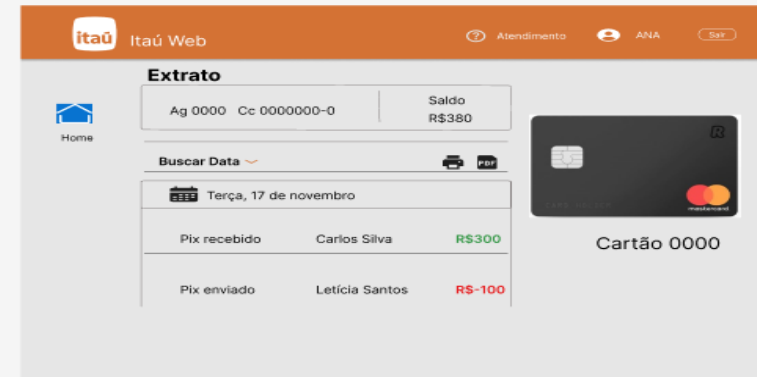 itaú Itaú Web Atendimento ANA Sair
Extrato
Ag 0000 Cc 0000000-0
Saldo
R$380
Home
Buscar Data PDF
Terça, 17 de novembro
Pix recebido Carlos Silva R$300
Pix enviado Letícia Santos R$-100
R
mastercard
Cartão 0000